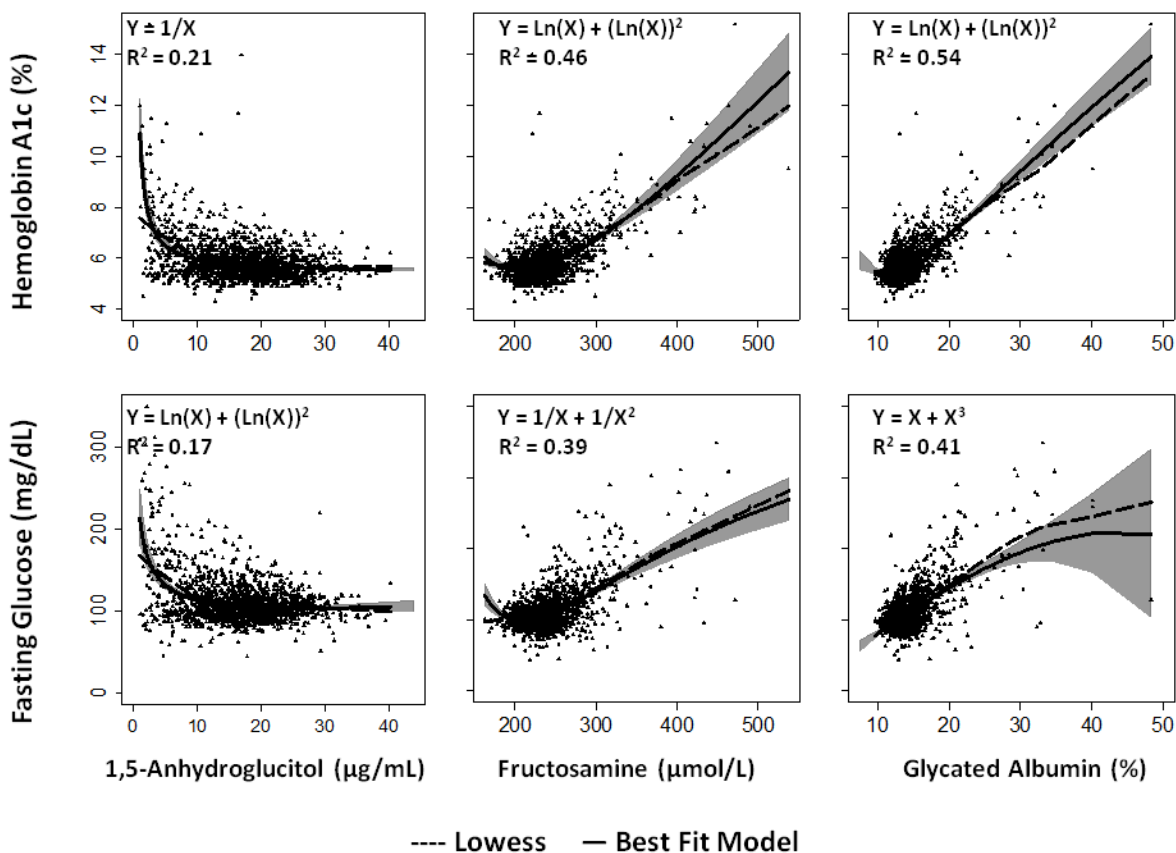 Y = 1/X
R² = 0.21
Y = Ln(X) + (Ln(X))²
R² = 0.46
Y = Ln(X) + (Ln(X))²
R² = 0.54
Hemoglobin A1c (%)
14
12
10
8
6
4
0 10 20 30 40
200 300 400 500
10 20 30 40 50
Y = Ln(X) + (Ln(X))²
R² = 0.17
Y = 1/X + 1/X²
R² = 0.39
Y = X + X³
R² = 0.41
Fasting Glucose (mg/dL)
300
200
100
0
0 10 20 30 40
200 300 400 500
10 20 30 40 50
1,5-Anhydroglucitol (μg/mL) Fructosamine (μmol/L) Glycated Albumin (%)
---- Lowess — Best Fit Model